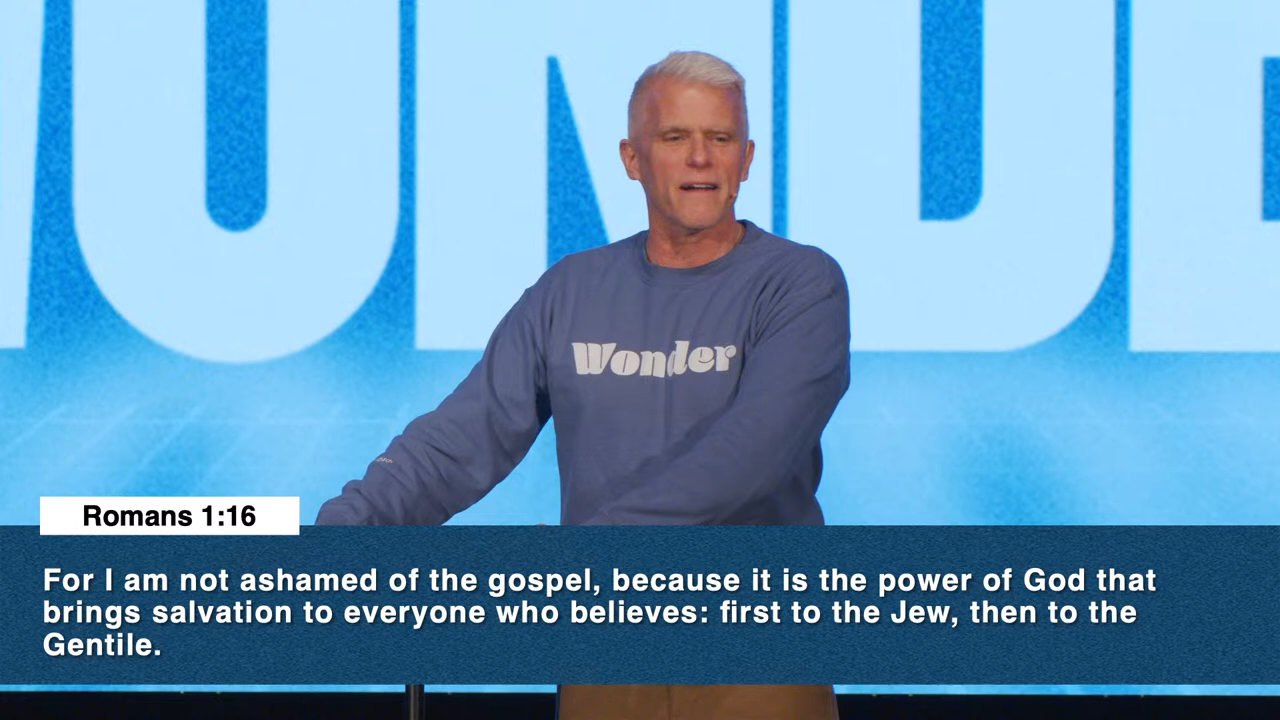 ONDE
Wonder
Romans 1:16
For I am not ashamed of the gospel, because it is the power of God that
brings salvation to everyone who believes: first to the Jew, then to the
Gentile.